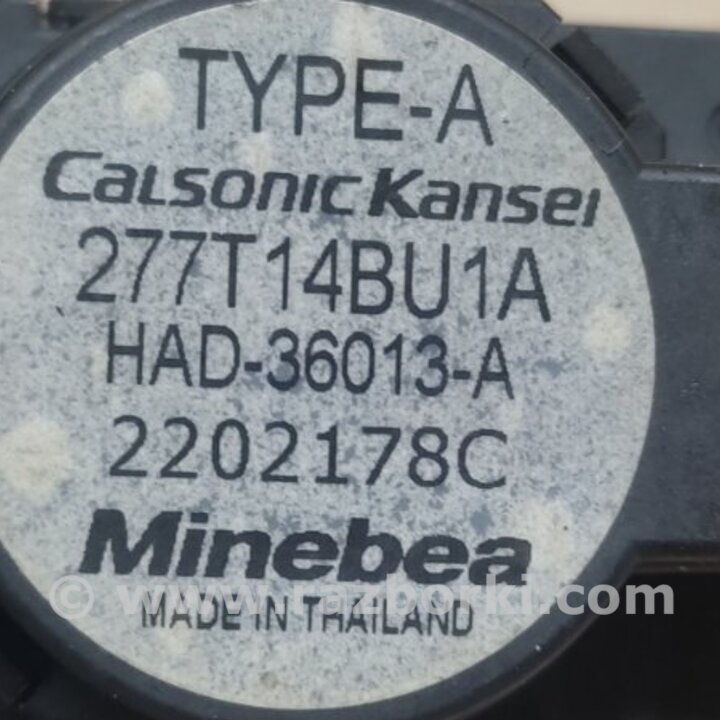 TYPE-A
CalsonicKansei
277T14BU1A
HAD-36013-A
2202178C
Minebea
© www.razborki.com
MADE IN THAILAND